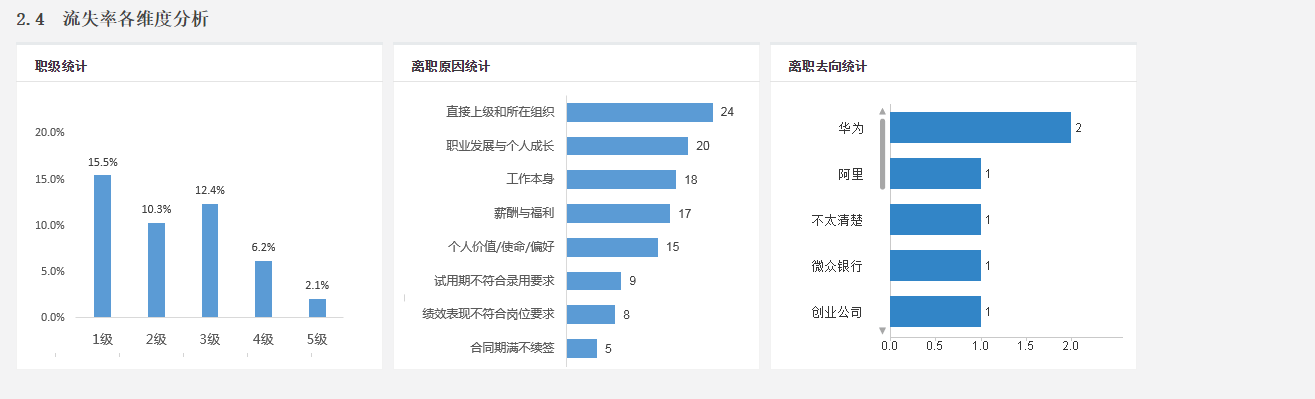 2.4 流失率各维度分析
职级统计
20.0%
15.0%
10.0%
5.0%
0.0%
15.5%
10.3%
12.4%
6.2%
2.1%
1级 2级 3级 4级 5级
离职原因统计
直接上级和所在组织 24
职业发展与个人成长 20
工作本身 18
薪酬与福利 17
个人价值/使命/偏好 15
试用期不符合录用要求 9
绩效表现不符合岗位要求 8
合同期满不续签 5
离职去向统计
华为 2
阿里 1
不太清楚 1
微众银行 1
创业公司 1
0.0 0.5 1.0 1.5 2.0